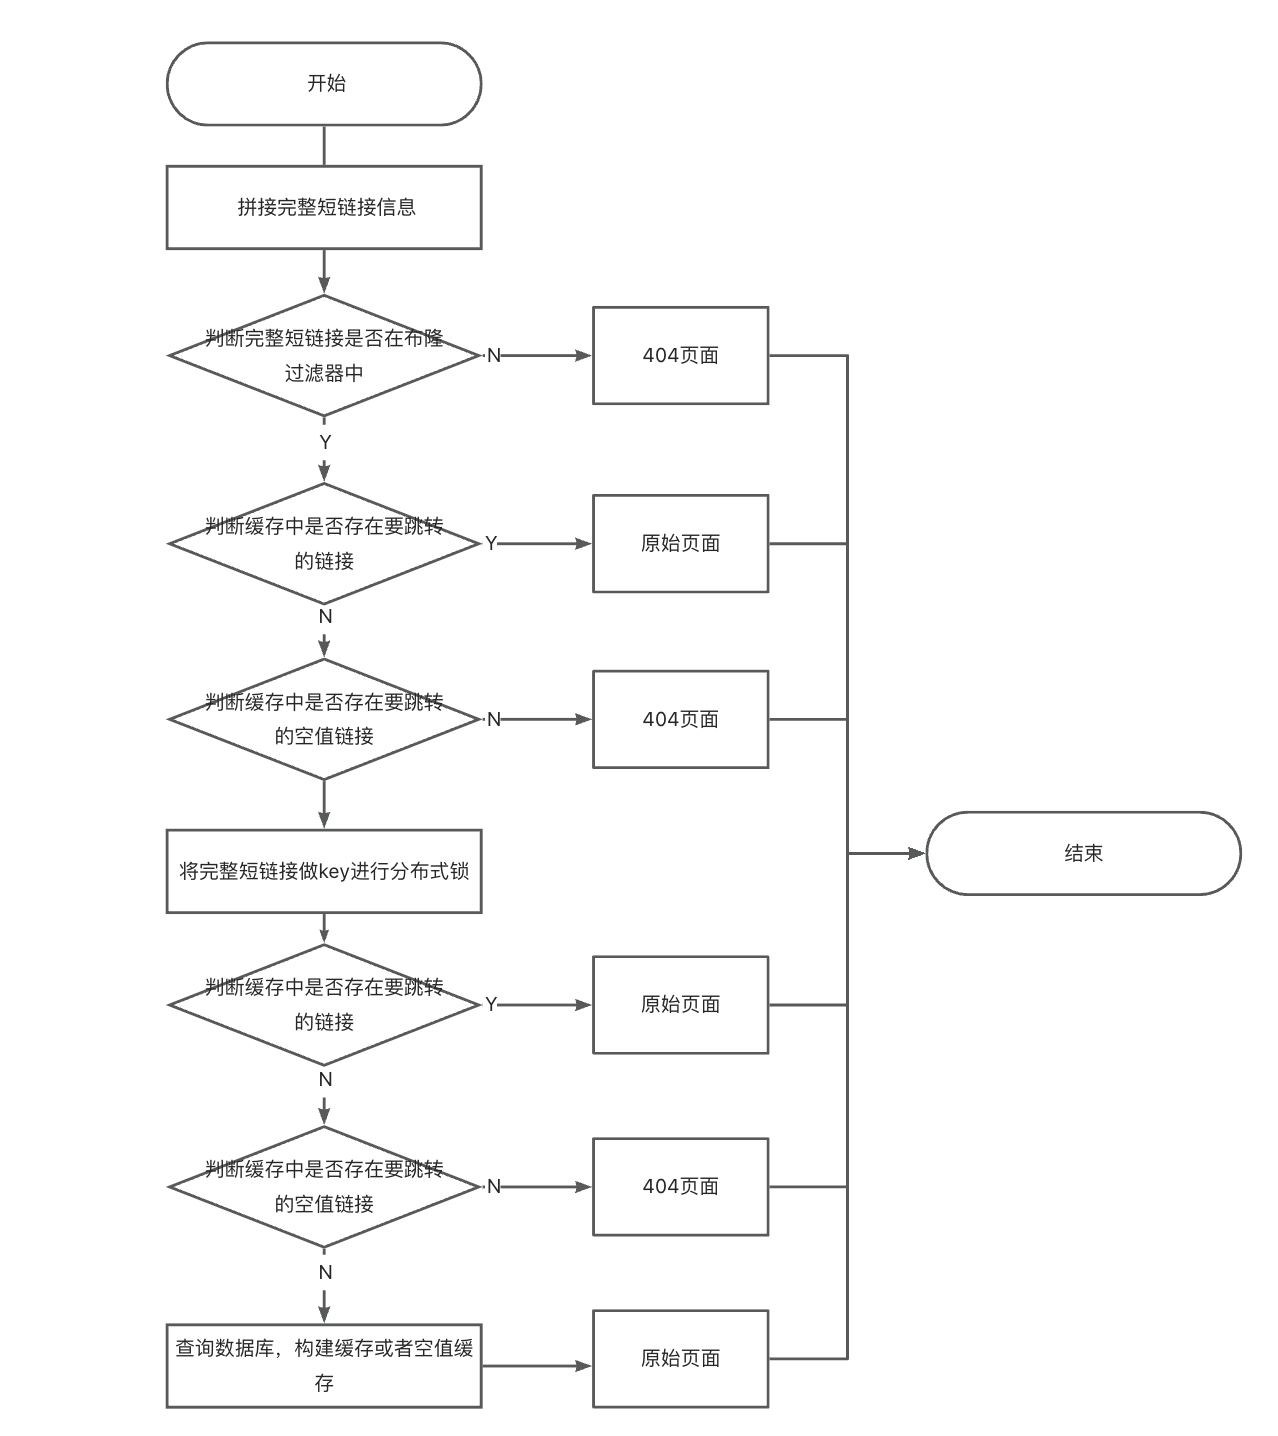 开始
拼接完整短链接信息
判断完整短链接是否在布隆
过滤器中
N
404页面
Y
判断缓存中是否存在要跳转
的链接
Y
原始页面
N
判断缓存中是否存在要跳转
的空值链接
N
404页面
将完整短链接做key进行分布式锁
结束
判断缓存中是否存在要跳转
的链接
Y
原始页面
N
判断缓存中是否存在要跳转
的空值链接
N
404页面
N
查询数据库，构建缓存或者空值缓
存
原始页面